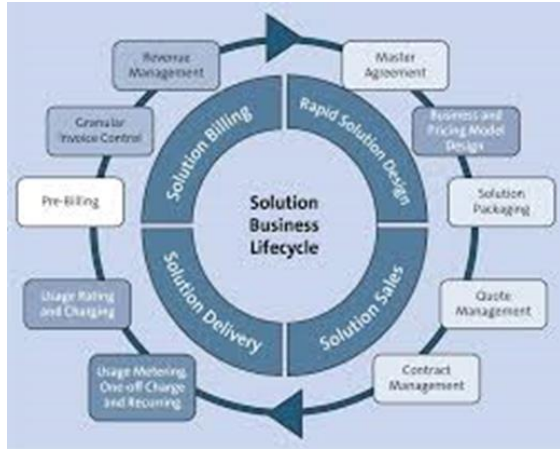 Revenue
Management
Master
Agreement
Granular
Invoice Control
Business and
Pricing Model
Design
Pre-Billing
Solution
Packaging
Usage Rating
and Charging
Quote
Management
Usage Metering,
One-off Charge
and Recurring
Contract
Management
Solution Billing
Rapid Solution Design
Solution Delivery
Solution Sales
Solution
Business
Lifecycle